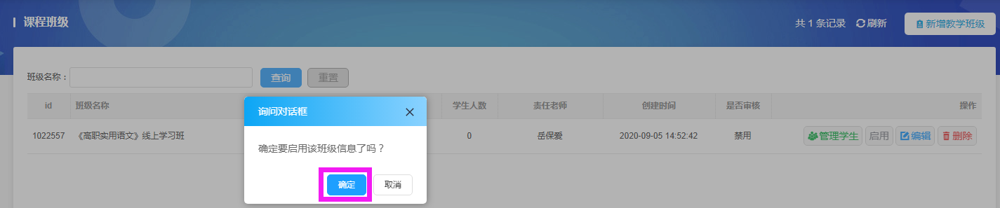 课程班级
共 1 条记录 刷新 新增教学班级
班级名称： 查询 重置
id 班级名称 学生人数 责任老师 创建时间 是否审核 操作
1022557 《高职实用语文》线上学习班 0 岳保爱 2020-09-05 14:52:42 禁用 管理学生 启用 编辑 删除
询问对话框
确定要启用该班级信息了吗？
确定 取消